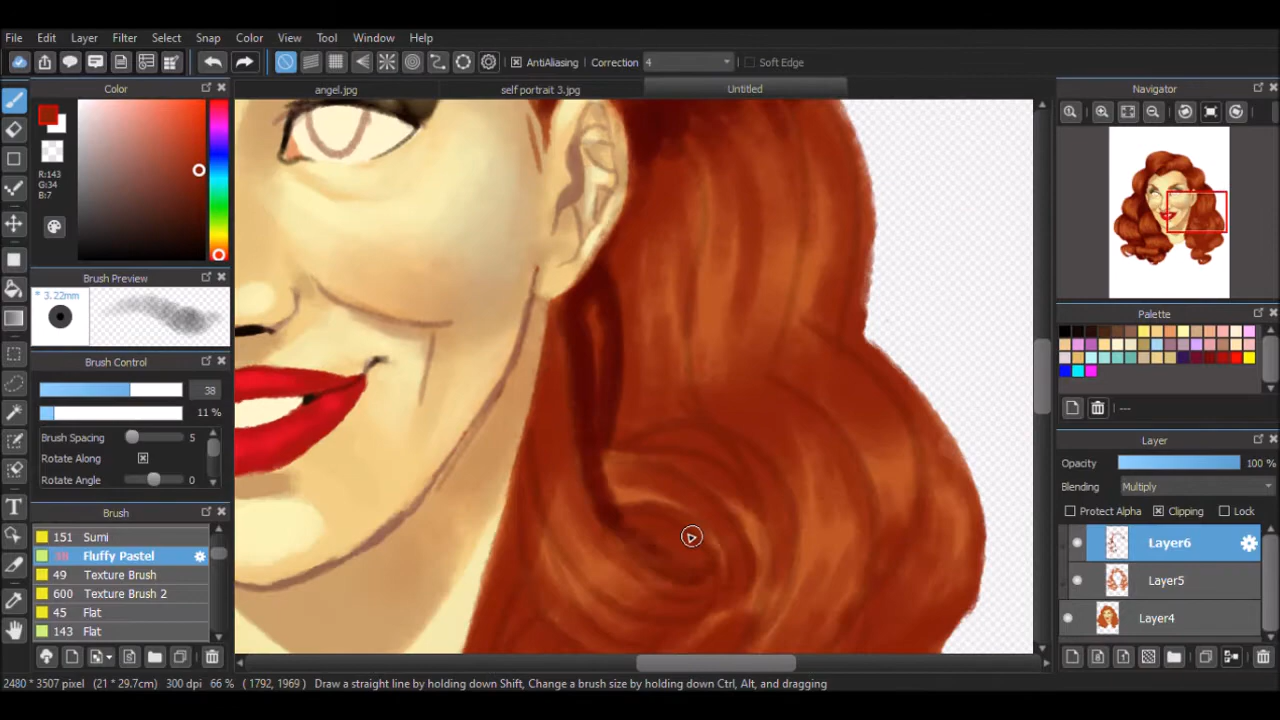 File Edit Layer Filter Select Snap Color View Tool Window Help
AntiAliasing Correction 4 Soft Edge
Color
angel.jpg self portrait 3.jpg Untitled
Navigator
R:143
G:34
B:7
Brush Preview
* 3.22mm
Palette
---
Brush Control
38
11 %
Brush Spacing 5
Rotate Along
Rotate Angle 0
Layer
Opacity 100 %
Blending Multiply
Protect Alpha Clipping Lock
Layer6
Layer5
Layer4
Brush
151 Sumi
38 Fluffy Pastel
49 Texture Brush
600 Texture Brush 2
45 Flat
143 Flat
2480 * 3507 pixel (21 * 29.7cm) 300 dpi 66 % ( 1792, 1969 ) Draw a straight line by holding down Shift, Change a brush size by holding down Ctrl, Alt, and dragging